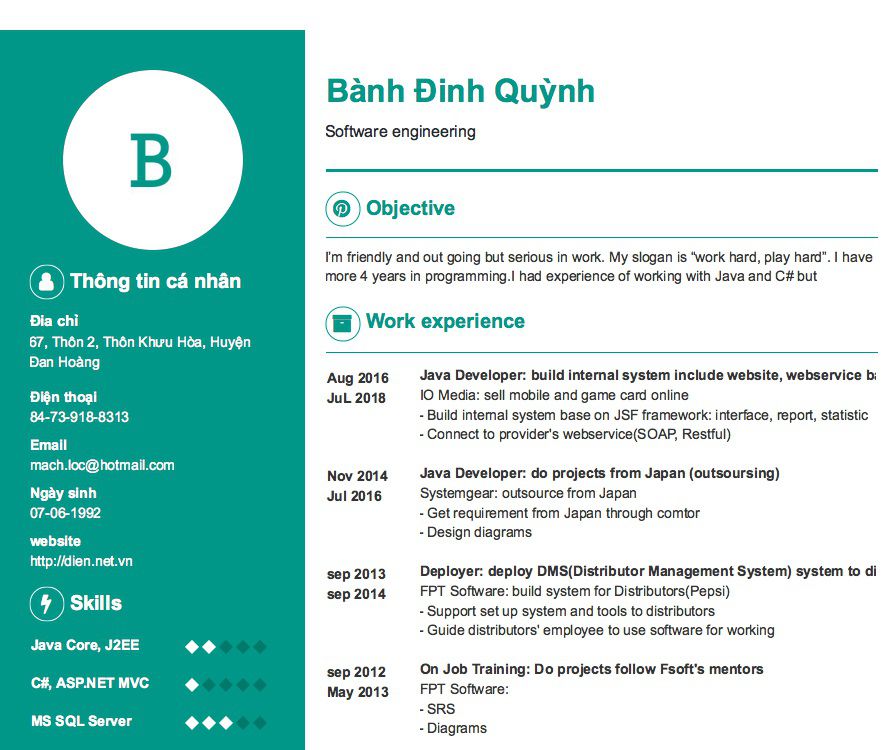 B
Thông tin cá nhân
Địa chỉ
67, Thôn 2, Thôn Khưu Hòa, Huyện
Đan Hoàng
Điện thoại
84-73-918-8313
Email
mach.loc@hotmail.com
Ngày sinh
07-06-1992
website
http://dien.net.vn
Skills
Java Core, J2EE
C#, ASP.NET MVC
MS SQL Server
Bành Đinh Quỳnh
Software engineering
Objective
I'm friendly and out going but serious in work. My slogan is “work hard, play hard”. I have
more 4 years in programming.I had experience of working with Java and C# but
Work experience
Aug 2016
JuL 2018
Java Developer: build internal system include website, webservice
IO Media: sell mobile and game card online
- Build internal system base on JSF framework: interface, report, statistic
- Connect to provider's webservice(SOAP, Restful)
Nov 2014
Jul 2016
Java Developer: do projects from Japan (outsoursing)
Systemgear: outsource from Japan
- Get requirement from Japan through comtor
- Design diagrams
sep 2013
sep 2014
Deployer: deploy DMS(Distributor Management System) system to
FPT Software: build system for Distributors(Pepsi)
- Support set up system and tools to distributors
- Guide distributors' employee to use software for working
sep 2012
May 2013
On Job Training: Do projects follow Fsoft's mentors
FPT Software:
- SRS
- Diagrams